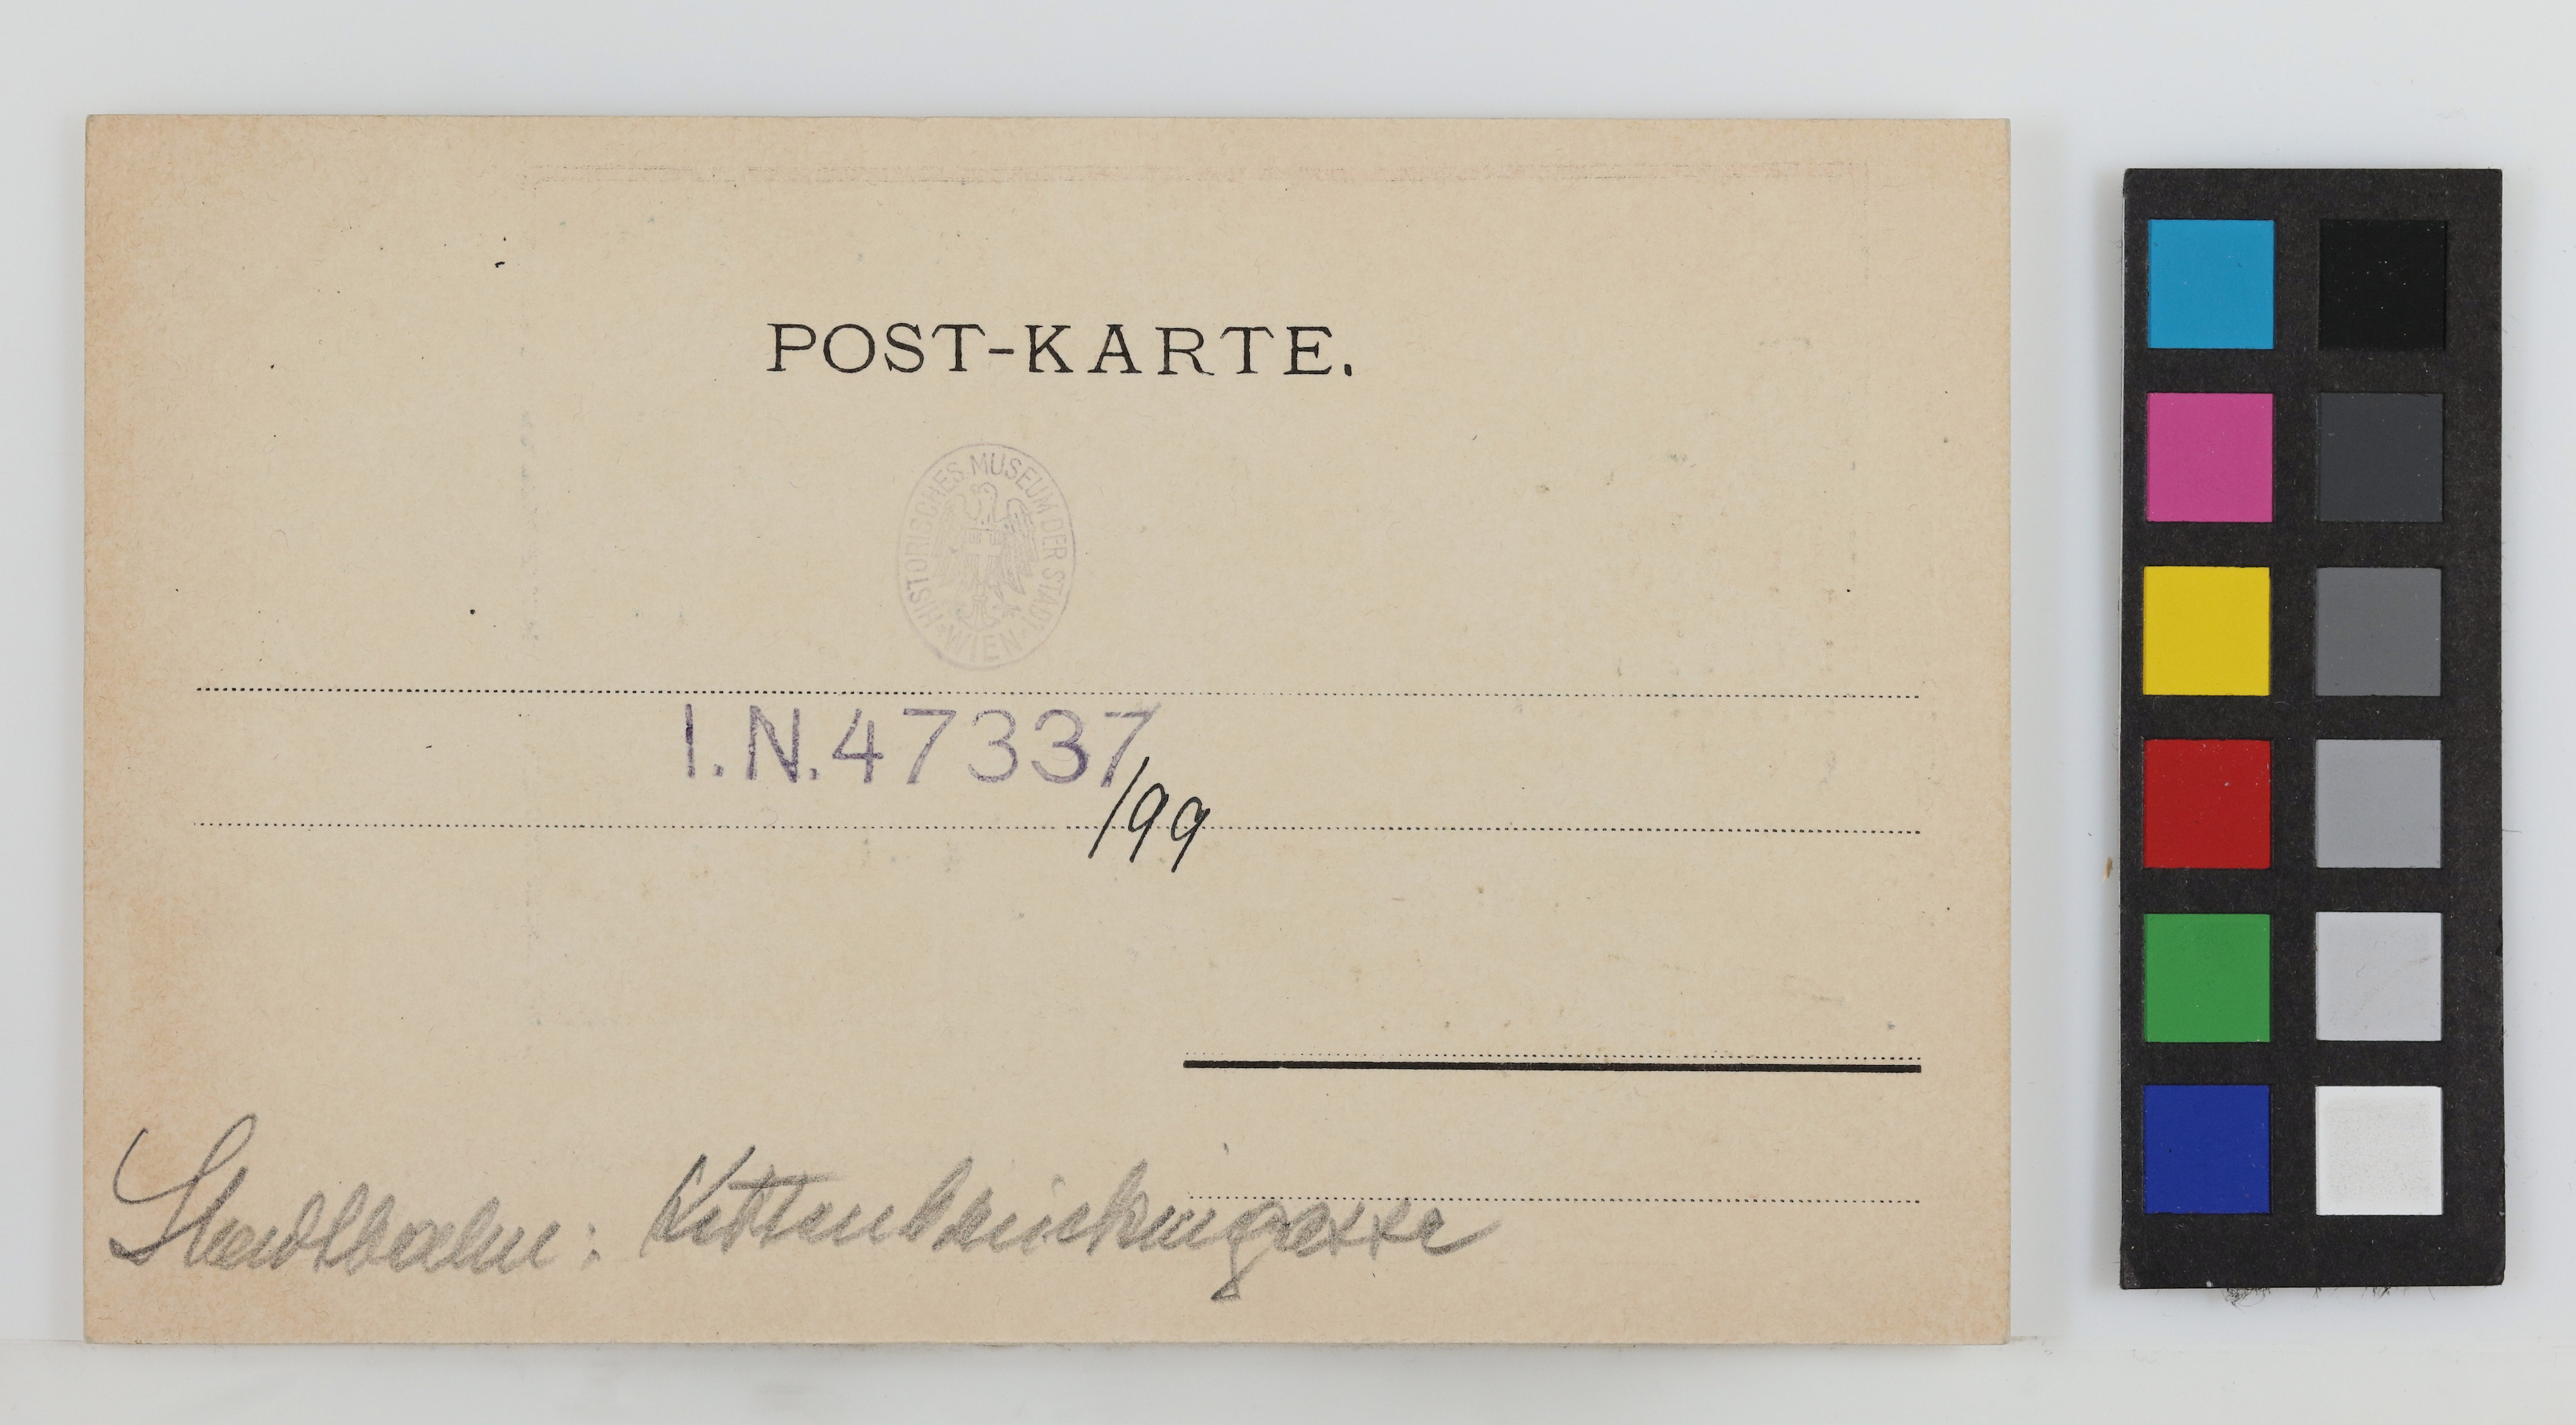 POST-KARTE.
HISTORISCHES MUSEUM DER STADT WIEN
I.N.47337
/99
Stadtbahn: Kettenbrückengasse